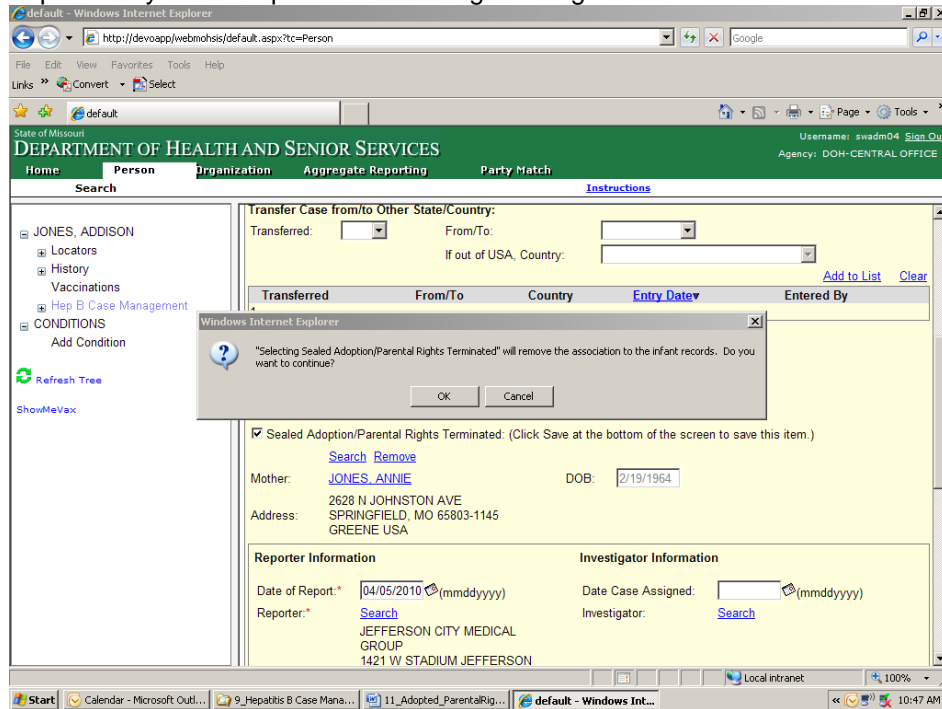 default - Windows Internet Explorer
http://devoapp/webmohsis/default.aspx?tc=Person
Google
File Edit View Favorites Tools Help
Links » Convert Select
default
Page Tools
State of Missouri
DEPARTMENT OF HEALTH AND SENIOR SERVICES
Username: swadm04 Sign Ou
Agency: DOH-CENTRAL OFFICE
Home Person Organization Aggregate Reporting Party Match
Search Instructions
JONES, ADDISON
Locators
History
Vaccinations
Hep B Case Management
CONDITIONS
Add Condition
Refresh Tree
ShowMeVax
Transfer Case from/to Other State/Country:
Transferred: From/To:
If out of USA, Country:
Add to List Clear
Transferred From/To Country Entry Date▾ Entered By
Windows Internet Explorer
"Selecting Sealed Adoption/Parental Rights Terminated" will remove the association to the infant records. Do you
want to continue?
OK Cancel
Sealed Adoption/Parental Rights Terminated: (Click Save at the bottom of the screen to save this item.)
Search Remove
Mother: JONES, ANNIE DOB: 2/19/1964
2628 N JOHNSTON AVE
Address: SPRINGFIELD, MO 65803-1145
GREENE USA
Reporter Information Investigator Information
Date of Report:* 04/05/2010 (mmddyyyy) Date Case Assigned: (mmddyyyy)
Reporter:* Search Investigator: Search
JEFFERSON CITY MEDICAL
GROUP
1421 W STADIUM JEFFERSON
Local intranet 100%
Start Calendar - Microsoft Outl... 9_Hepatitis B Case Mana... 11_Adopted_ParentalRig... default - Windows Int... 10:47 AM